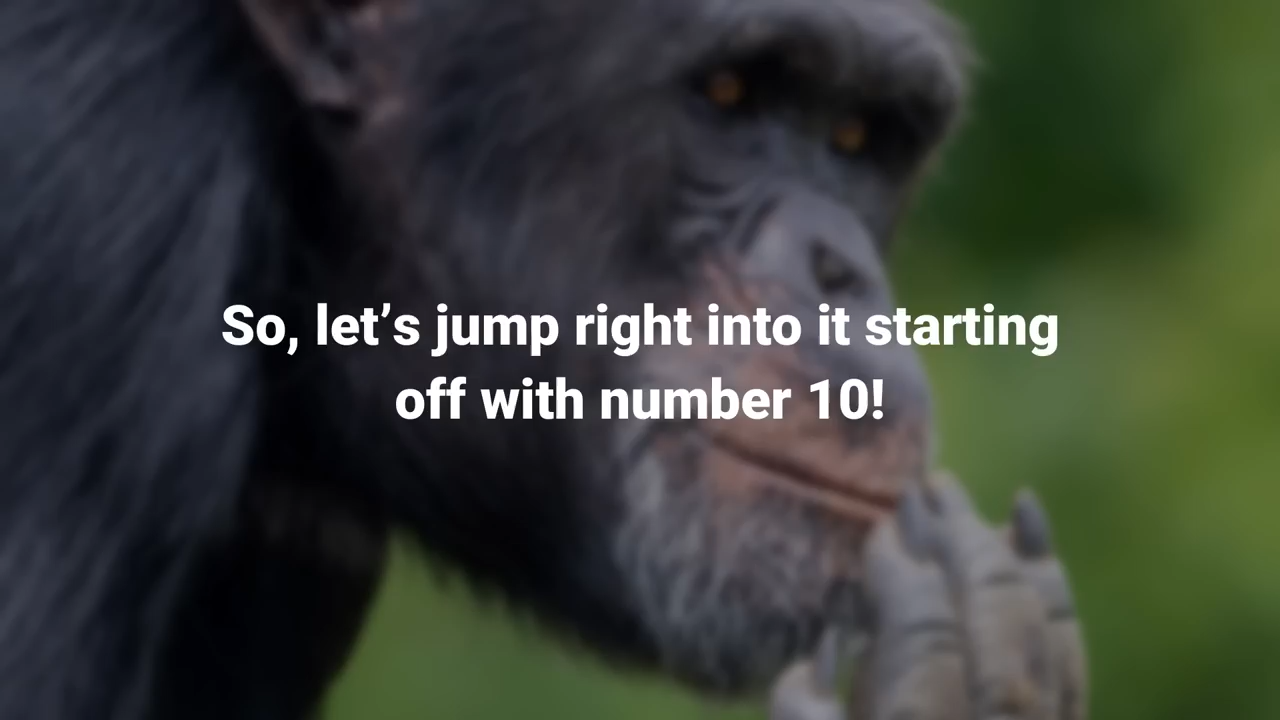 So, let’s jump right into it starting
off with number 10!